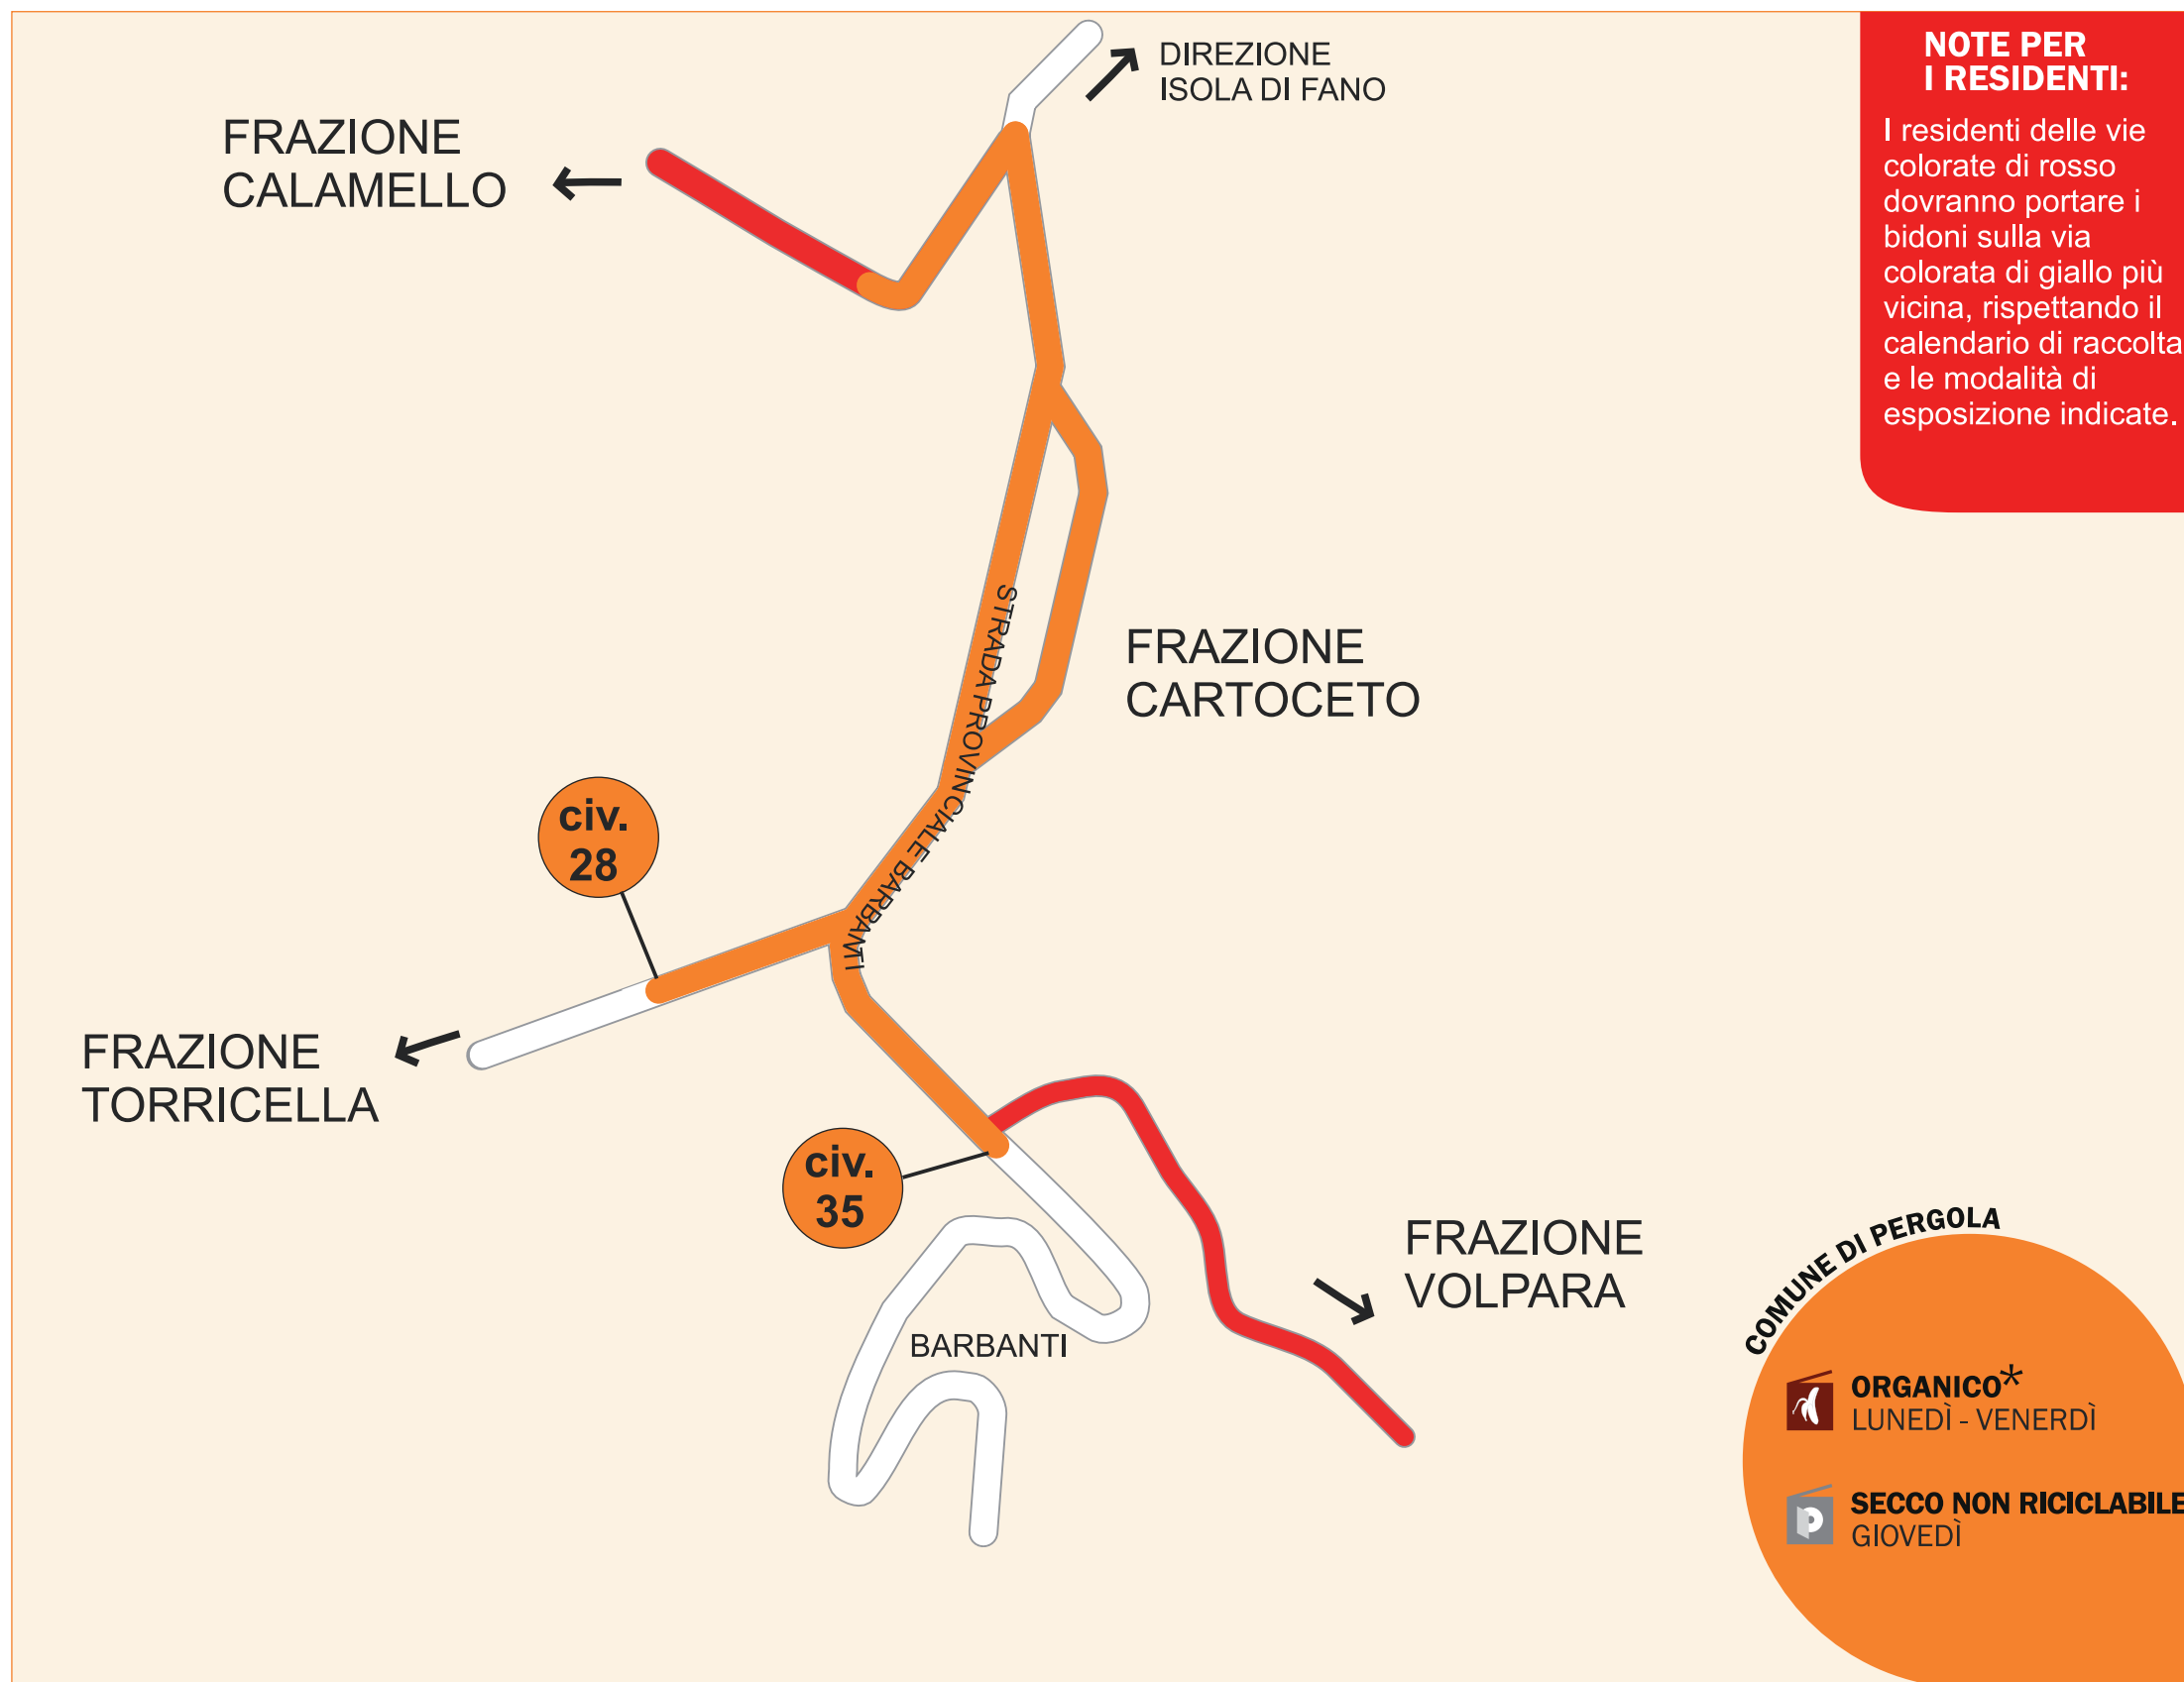 DIREZIONE
ISOLA DI FANO
FRAZIONE
CALAMELLO
NOTE PER
I RESIDENTI:
I residenti delle vie
colorate di rosso
dovranno portare i
bidoni sulla via
colorata di giallo più
vicina, rispettando il
calendario di raccolta
e le modalità di
esposizione indicate.
STRADA PROVINCIALE BARBANTI
FRAZIONE
CARTOCETO
civ.
28
FRAZIONE
TORRICELLA
civ.
35
FRAZIONE
VOLPARA
BARBANTI
COMUNE DI PERGOLA
ORGANICO*
LUNEDÌ - VENERDÌ
SECCO NON RICICLABILE
GIOVEDÌ